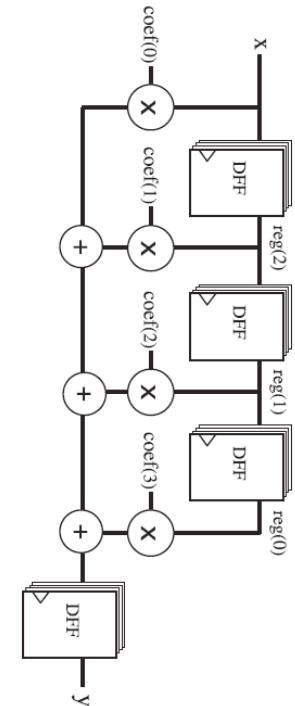 x
DFF
reg(2)
DFF
reg(1)
DFF
reg(0)
coef(0)
coef(1)
coef(2)
coef(3)
x
x
x
x
+
+
+
DFF
y